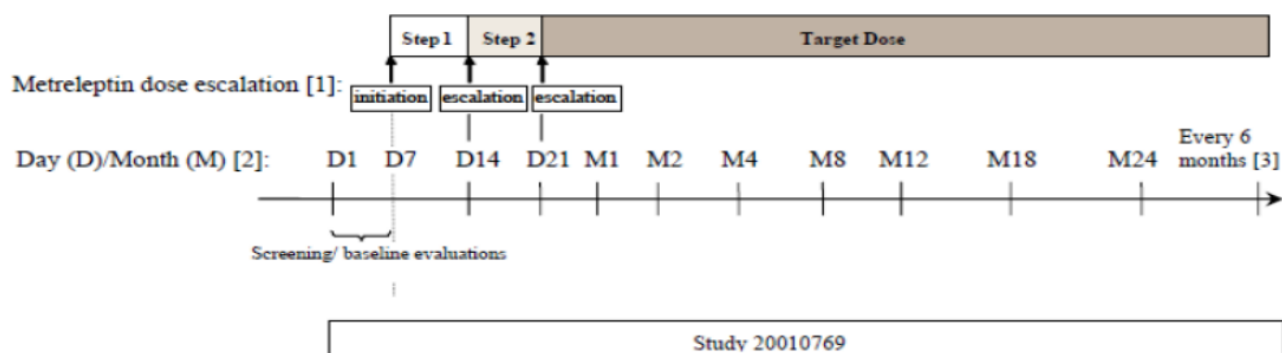 Step 1 Step 2 Target Dose
Metreleptin dose escalation [1]:
initiation escalation escalation
Day (D)/Month (M) [2]: D1 D7 D14 D21 M1 M2 M4 M8 M12 M18 M24 Every 6 months [3]
Screening/ baseline evaluations
Study 20010769